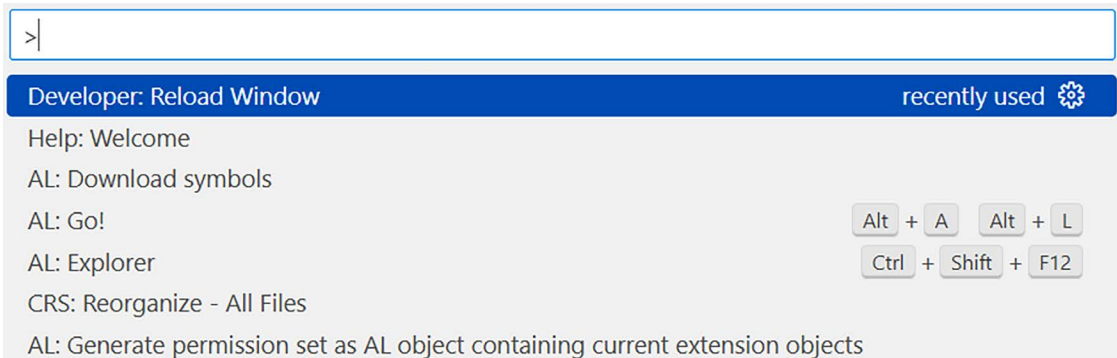 >
Developer: Reload Window recently used
Help: Welcome
AL: Download symbols
AL: Go! Alt + A Alt + L
AL: Explorer Ctrl + Shift + F12
CRS: Reorganize - All Files
AL: Generate permission set as AL object containing current extension objects